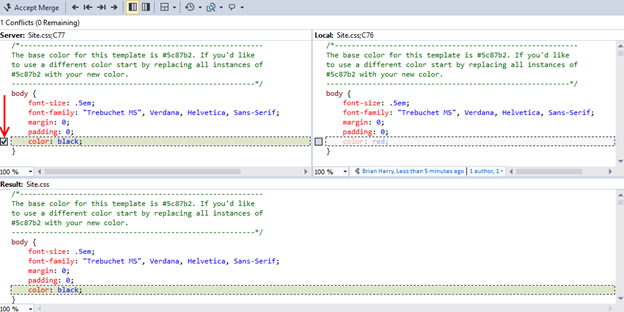 Accept Merge
1 Conflicts (0 Remaining)
Server: Site.css;C77
/*----------------------------------------------------------
The base color for this template is #5c87b2. If you'd like
to use a different color start by replacing all instances of
#5c87b2 with your new color.
----------------------------------------------------------*/
body {
font-size: .5em;
font-family: "Trebuchet MS", Verdana, Helvetica, Sans-Serif;
margin: 0;
padding: 0;
color: black;
}
100 %
Local: Site.css;C76
/*----------------------------------------------------------
The base color for this template is #5c87b2. If you'd like
to use a different color start by replacing all instances of
#5c87b2 with your new color.
----------------------------------------------------------*/
body {
font-size: .5em;
font-family: "Trebuchet MS", Verdana, Helvetica, Sans-Serif;
margin: 0;
padding: 0;
color: red;
}
100 %
Brian Harry, Less than 5 minutes ago | 1 author, 1
Result: Site.css
/*----------------------------------------------------------
The base color for this template is #5c87b2. If you'd like
to use a different color start by replacing all instances of
#5c87b2 with your new color.
----------------------------------------------------------*/
body {
font-size: .5em;
font-family: "Trebuchet MS", Verdana, Helvetica, Sans-Serif;
margin: 0;
padding: 0;
color: black;
}
100 %